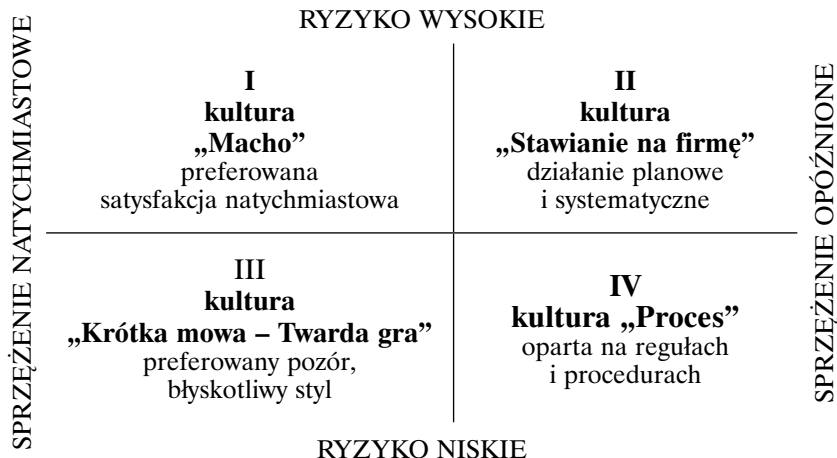 RYZYKO WYSOKIE
SPRZĘŻENIE NATYCHMIASTOWE
I
kultura
„Macho”
preferowana
satysfakcja natychmiastowa
II
kultura
„Stawianie na firmę”
działanie planowe
i systematyczne
SPRZĘŻENIE OPÓŹNIONE
III
kultura
„Krótka mowa – Twarda gra”
preferowany pozór,
błyskotliwy styl
IV
kultura „Proces”
oparta na regułach
i procedurach
RYZYKO NISKIE